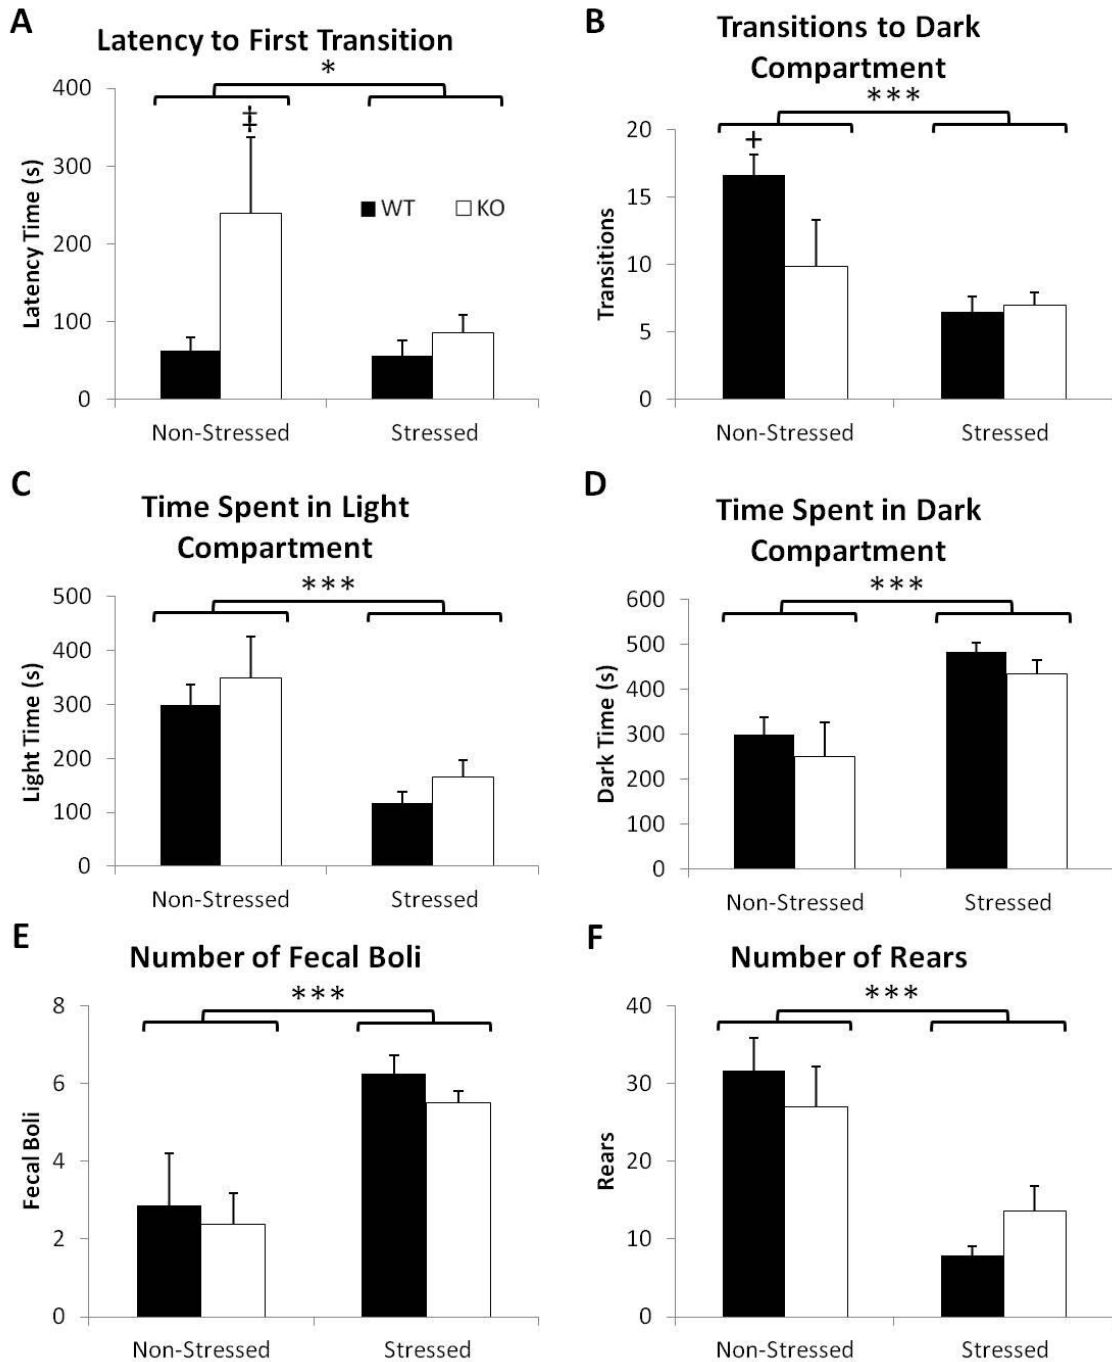 A
Latency to First Transition
*
400
300
200
100
0
Latency Time (s)
‡
WT
KO
Non-Stressed
Stressed
B
Transitions to Dark
Compartment
***
20
15
10
5
0
Transitions
+
Non-Stressed
Stressed
C
Time Spent in Light
Compartment
***
500
400
300
200
100
0
Light Time (s)
Non-Stressed
Stressed
D
Time Spent in Dark
Compartment
***
600
500
400
300
200
100
0
Dark Time (s)
Non-Stressed
Stressed
E
Number of Fecal Boli
***
8
6
4
2
0
Fecal Boli
Non-Stressed
Stressed
F
Number of Rears
***
40
30
20
10
0
Rears
Non-Stressed
Stressed